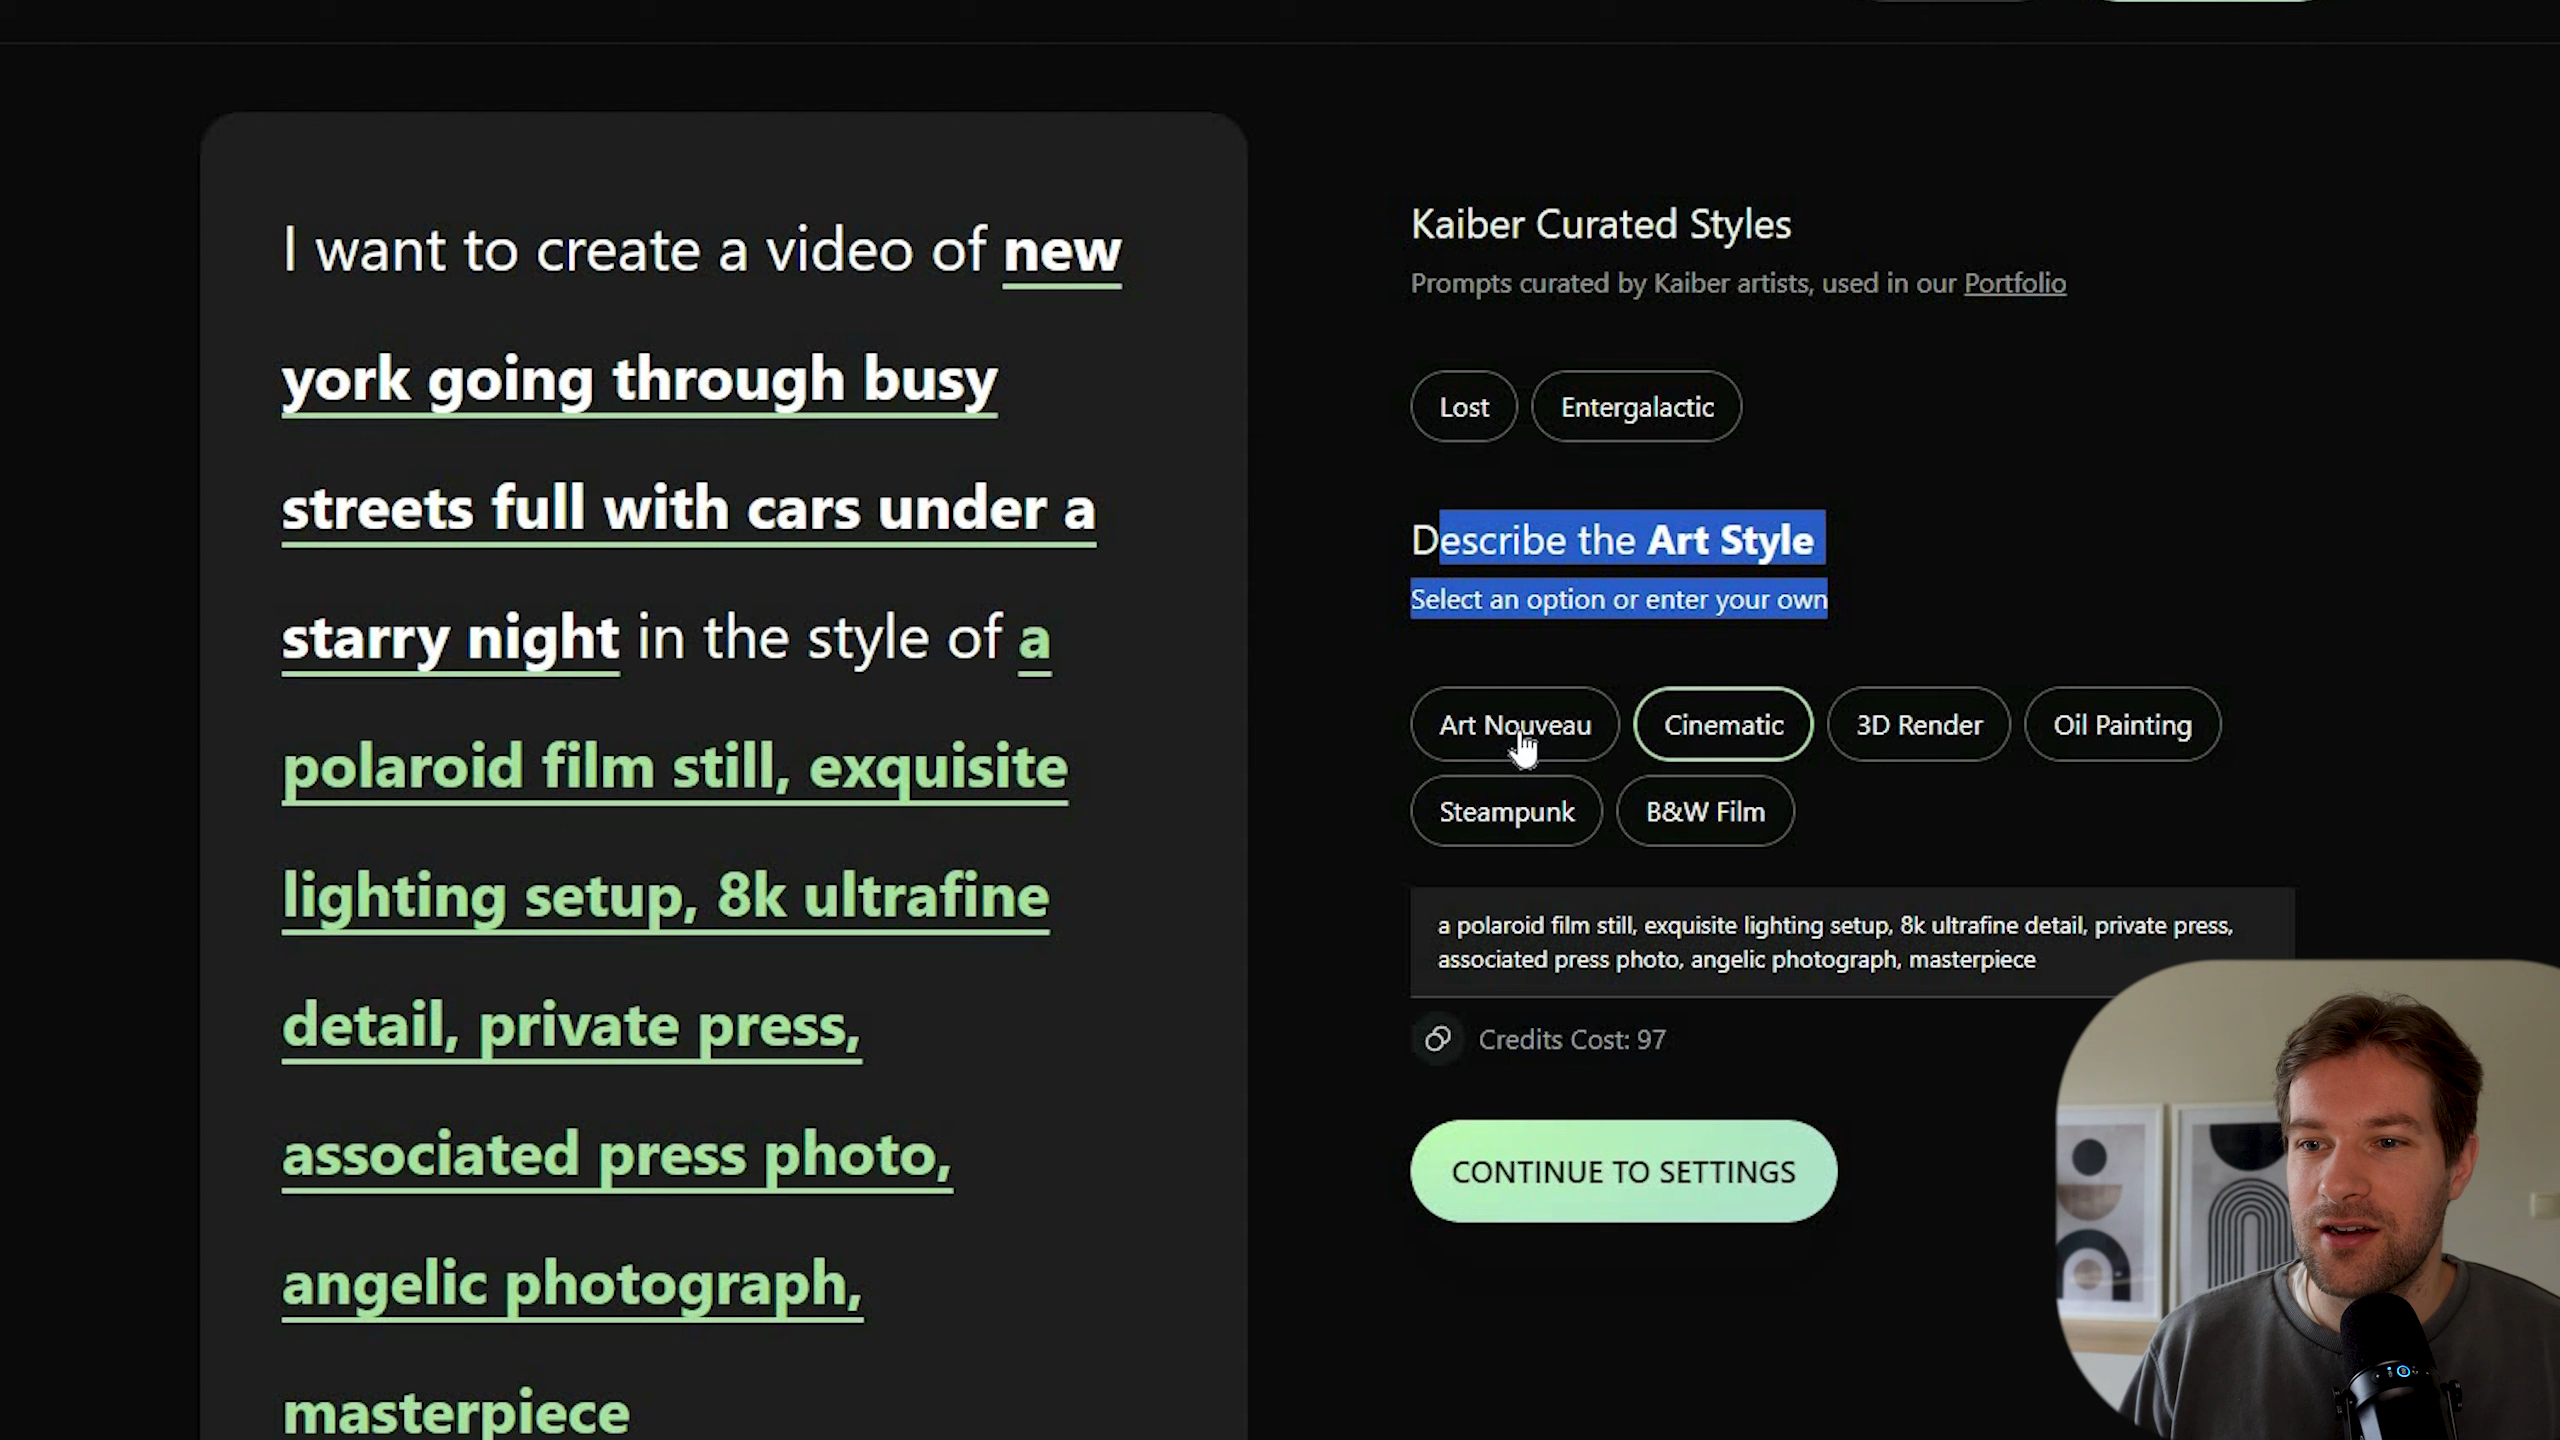 I want to create a video of new
york going through busy
streets full with cars under a
starry night in the style of a
polaroid film still, exquisite
lighting setup, 8k ultrafine
detail, private press,
associated press photo,
angelic photograph,
masterpiece
Kaiber Curated Styles
Prompts curated by Kaiber artists, used in our Portfolio
Lost
Entergalactic
Describe the Art Style
Select an option or enter your own
Art Nouveau
Cinematic
3D Render
Oil Painting
Steampunk
B&W Film
a polaroid film still, exquisite lighting setup, 8k ultrafine detail, private press,
associated press photo, angelic photograph, masterpiece
Credits Cost: 97
CONTINUE TO SETTINGS